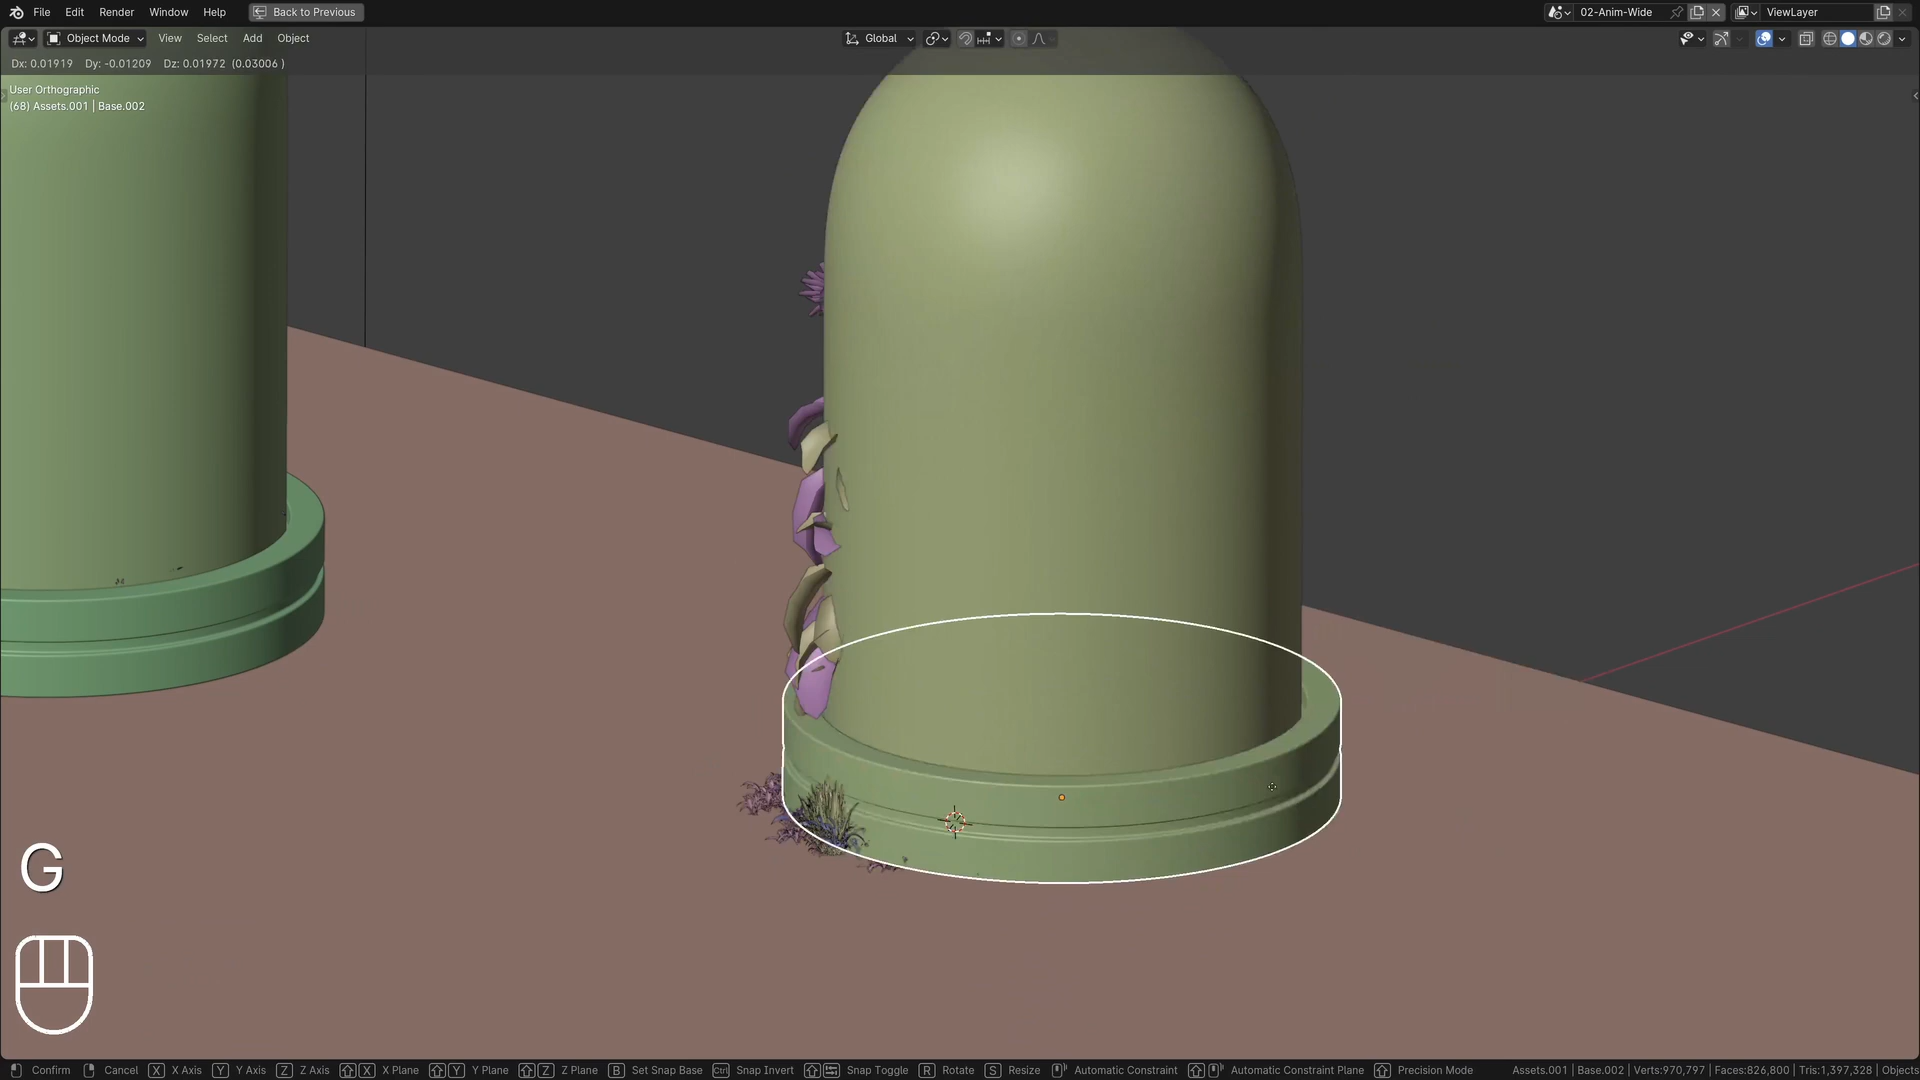 File Edit Render Window Help Back to Previous 02-Anim-Wide ViewLayer
Object Mode View Select Add Object Global
Dx: 0.01919 Dy: -0.01209 Dz: 0.01972 (0.03006 )
User Orthographic
(68) Assets.001 | Base.002
G
Confirm Cancel X X Axis Y Y Axis Z Z Axis X X Plane Y Y Plane Z Z Plane B Set Snap Base Ctrl Snap Invert Snap Toggle R Rotate S Resize Automatic Constraint Automatic Constraint Plane Precision Mode Assets.001 | Base.002 | Verts:970,797 | Faces:826,800 | Tris:1,397,328 | Objects